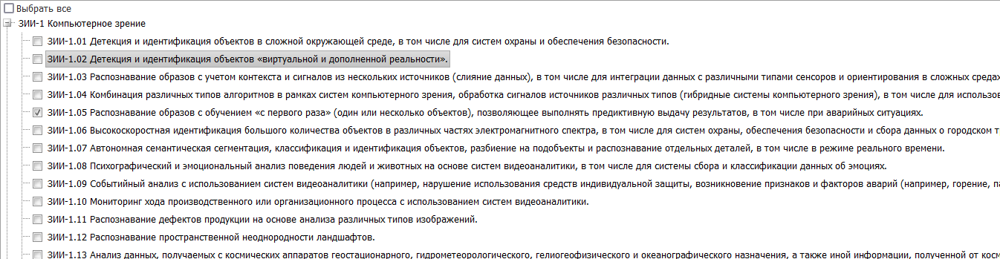 Выбрать все
ЗИИ-1 Компьютерное зрение
ЗИИ-1.01 Детекция и идентификация объектов в сложной окружающей среде, в том числе для систем охраны и обеспечения безопасности.
ЗИИ-1.02 Детекция и идентификация объектов «виртуальной и дополненной реальности».
ЗИИ-1.03 Распознавание образов с учетом контекста и сигналов из нескольких источников (слияние данных), в том числе для интеграции данных с различными типами сенсоров и ориентирования в сложных средах
ЗИИ-1.04 Комбинация различных типов алгоритмов в рамках систем компьютерного зрения, обработка сигналов источников различных типов (гибридные системы компьютерного зрения), в том числе для использов
ЗИИ-1.05 Распознавание образов с обучением «с первого раза» (один или несколько объектов), позволяющее выполнять предиктивную выдачу результатов, в том числе при аварийных ситуациях.
ЗИИ-1.06 Высокоскоростная идентификация большого количества объектов в различных частях электромагнитного спектра, в том числе для систем охраны, обеспечения безопасности и сбора данных о городском т
ЗИИ-1.07 Автономная семантическая сегментация, классификация и идентификация объектов, разбиение на подобъекты и распознавание отдельных деталей, в том числе в режиме реального времени.
ЗИИ-1.08 Психографический и эмоциональный анализ поведения людей и животных на основе систем видеоаналитики, в том числе для системы сбора и классификации данных об эмоциях.
ЗИИ-1.09 Событийный анализ с использованием систем видеоаналитики (например, нарушение использования средств индивидуальной защиты, возникновение признаков и факторов аварий (например, горение, па
ЗИИ-1.10 Мониторинг хода производственного или организационного процесса с использованием систем видеоаналитики.
ЗИИ-1.11 Распознавание дефектов продукции на основе анализа различных типов изображений.
ЗИИ-1.12 Распознавание пространственной неоднородности ландшафтов.
ЗИИ-1.13 Анализ данных, получаемых с космических аппаратов геостационарного, гидрометеорологического, гелиогеофизического и океанографического назначения, а также иной информации, полученной от косм